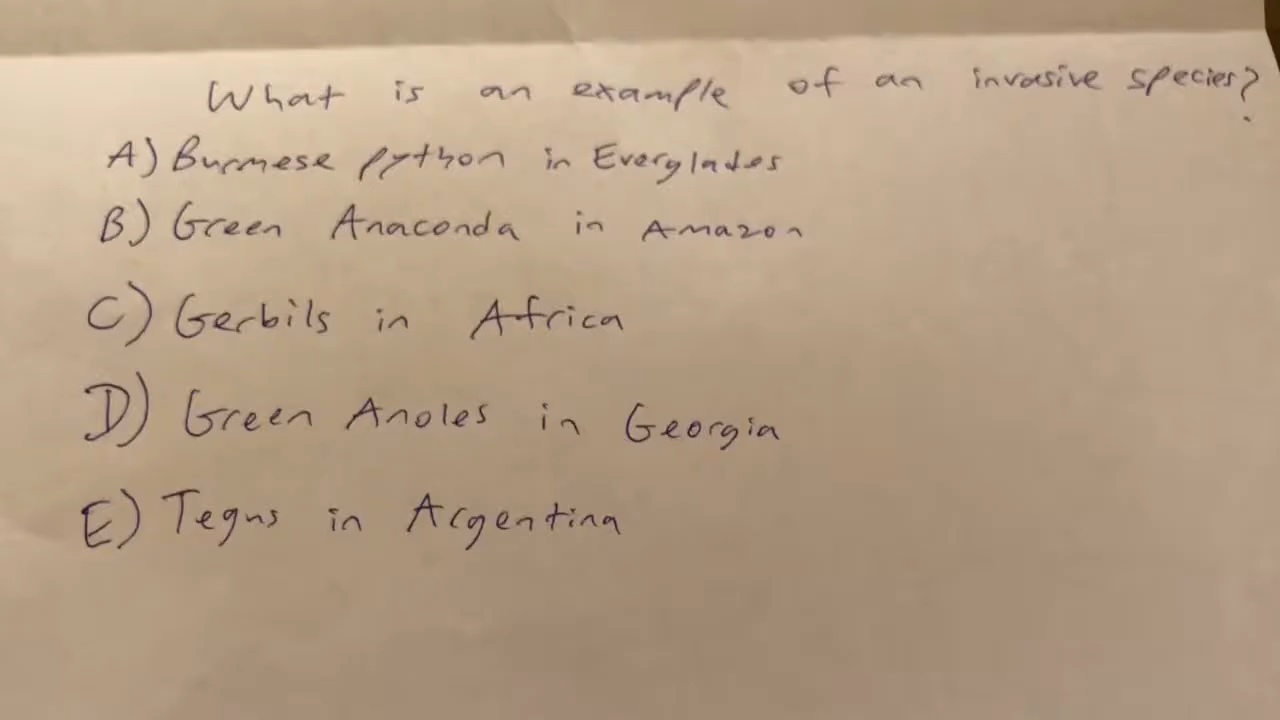 What is an example of an invasive species?
A) Burmese python in Everglades
B) Green Anaconda in Amazon
C) Gerbils in Africa
D) Green Anoles in Georgia
E) Tegus in Argentina